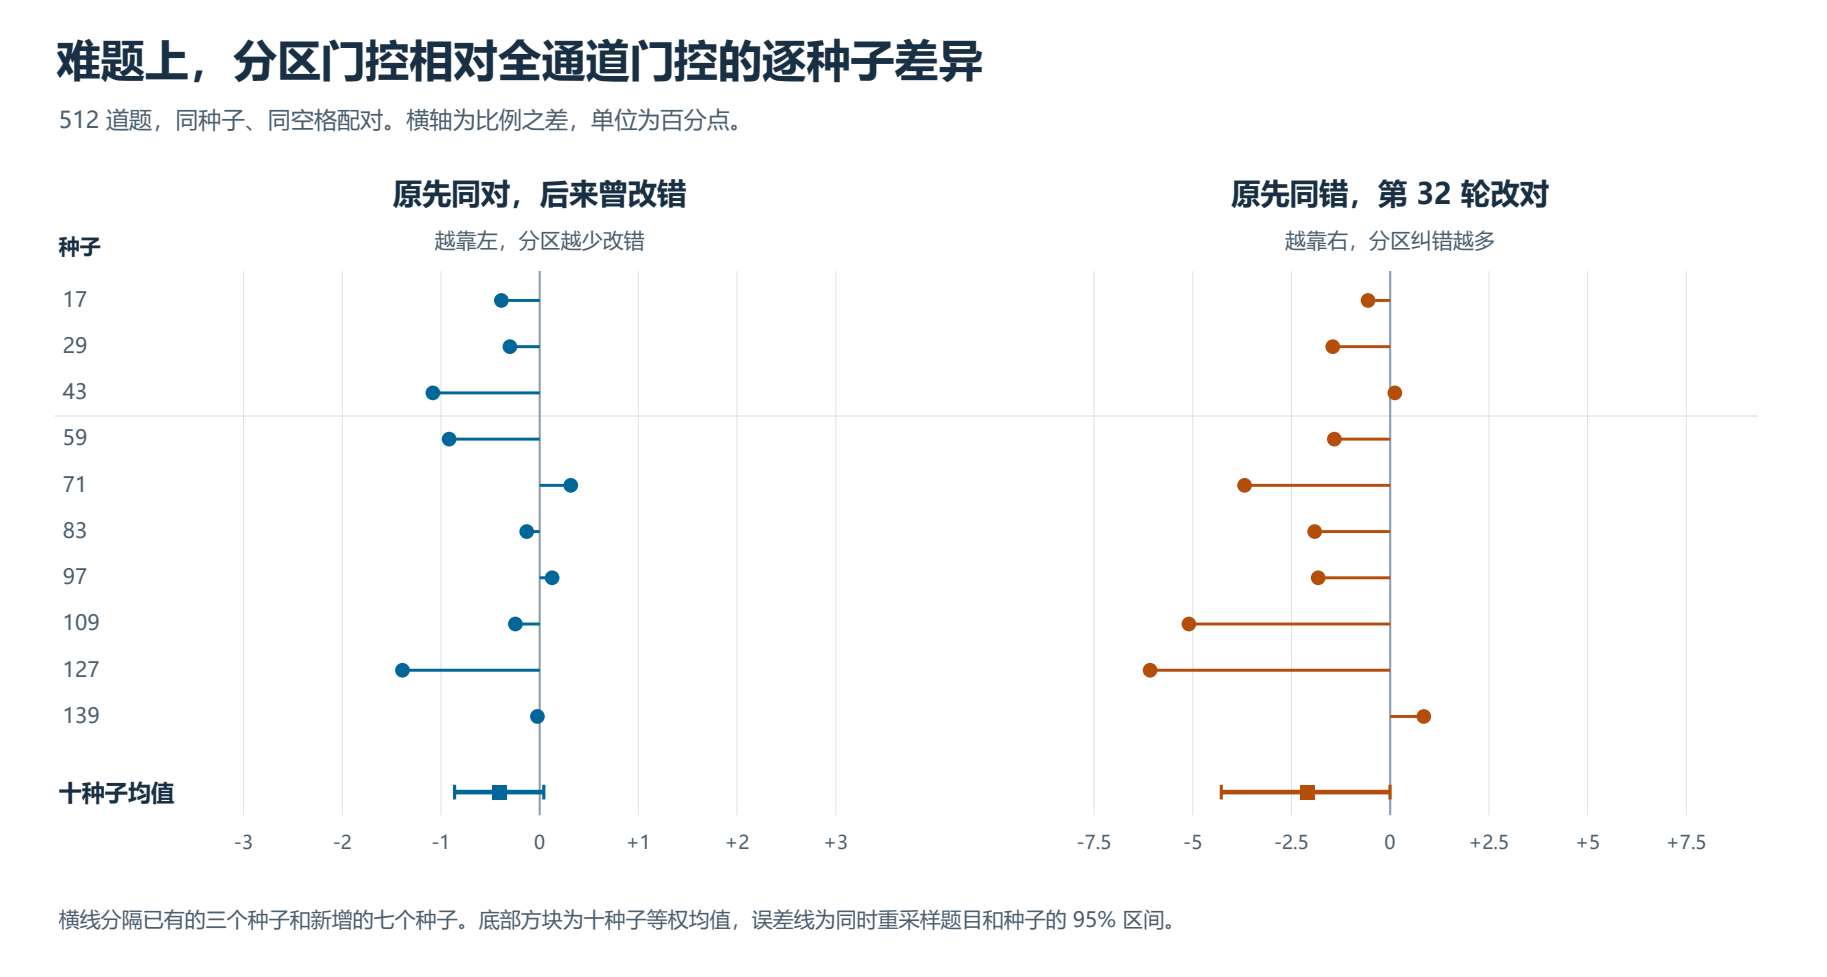 难题上，分区门控相对全通道门控的逐种子差异
512 道题，同种子、同空格配对。横轴为比例之差，单位为百分点。
原先同对，后来曾改错
越靠左，分区越少改错
原先同错，第 32 轮改对
越靠右，分区纠错越多
种子
17
29
43
59
71
83
97
109
127
139
十种子均值
-3 -2 -1 0 +1 +2 +3
-7.5 -5 -2.5 0 +2.5 +5 +7.5
横线分隔已有的三个种子和新增的七个种子。底部方块为十种子等权均值，误差线为同时重采样题目和种子的 95% 区间。